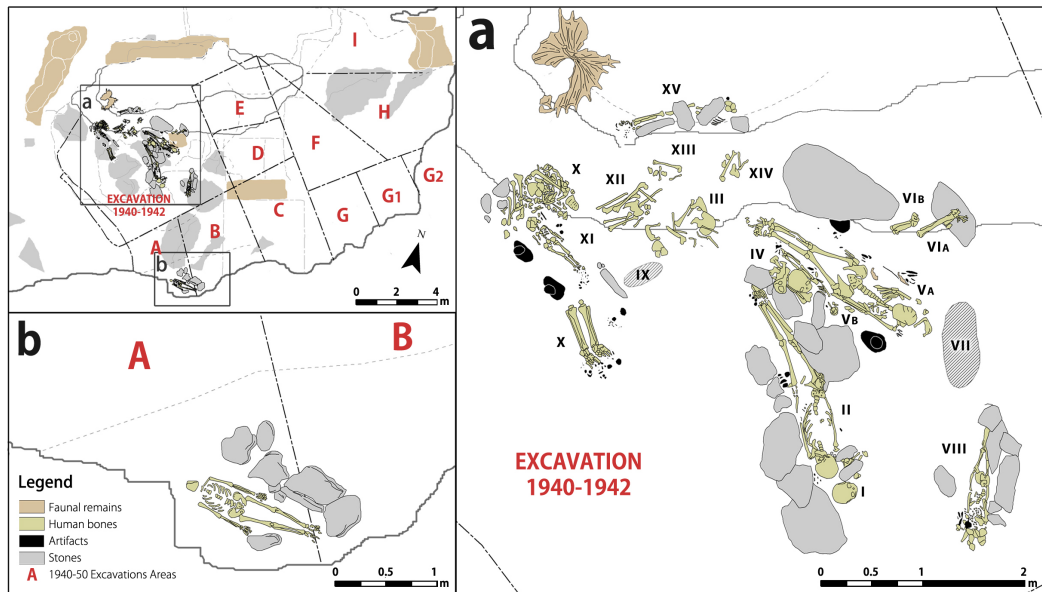 a
I
E
H
F
D
G2
G1
C
G
EXCAVATION
1940-1942
B
A
b
N
0 2 4
m
b
A
B
Legend
Faunal remains
Human bones
Artifacts
Stones
A 1940-50 Excavations Areas
0 0.5 1
m
a
XV
XIII
X
XII
XIV
III
VIB
VIA
XI
IX
IV
VA
VB
X
VII
II
VIII
EXCAVATION
1940-1942
I
0 0.5 1 2
m